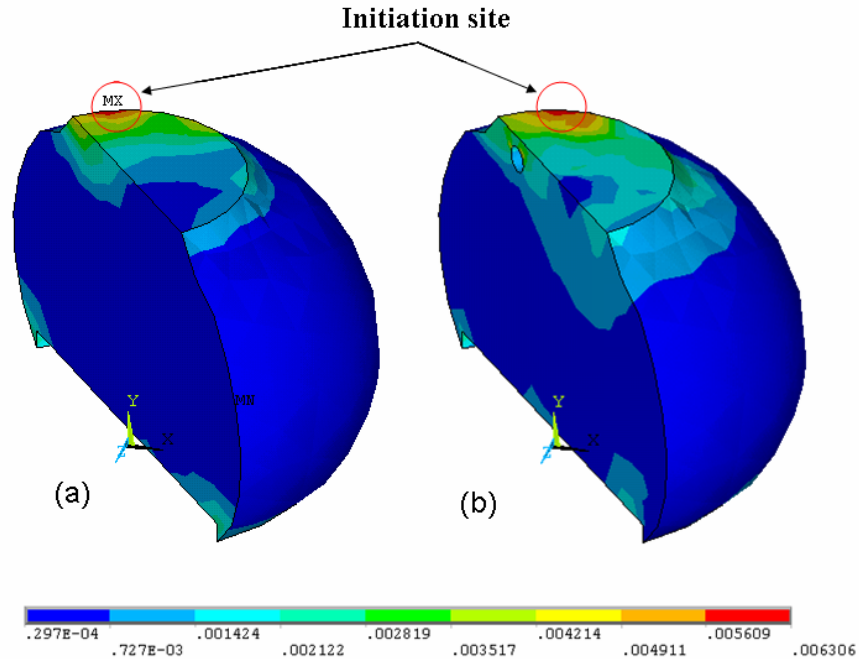 Initiation site
MX
Y
X
Z
MN
(a)
Y
X
Z
(b)
.297E-04 .001424 .002819 .004214 .005609
.727E-03 .002122 .003517 .004911 .006306